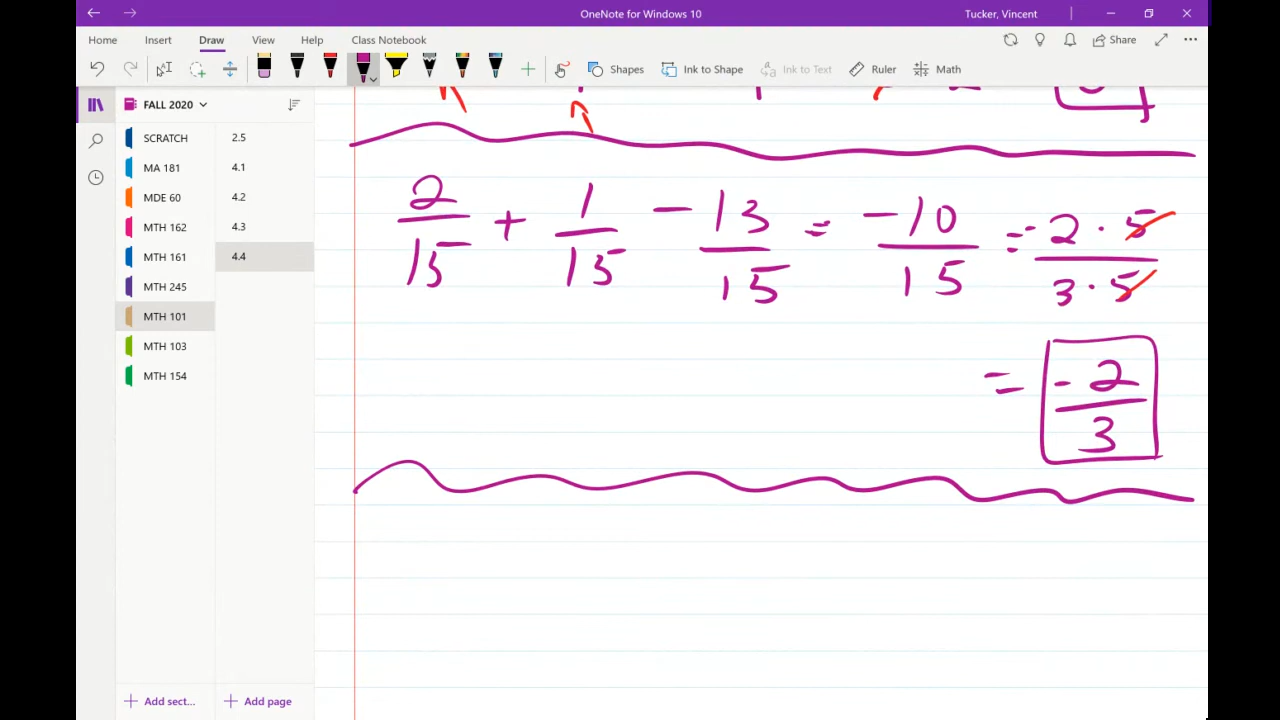 OneNote for Windows 10
Tucker, Vincent
Home Insert Draw View Help Class Notebook
Share
Shapes Ink to Shape Ink to Text Ruler Math
FALL 2020
SCRATCH
MA 181
MDE 60
MTH 162
MTH 161
MTH 245
MTH 101
MTH 103
MTH 154
2.5
4.1
4.2
4.3
4.4
2/15 + 1/15 - 13/15 = -10/15 = -2 · 5/3 · 5
= -2/3
Add sect...
Add page